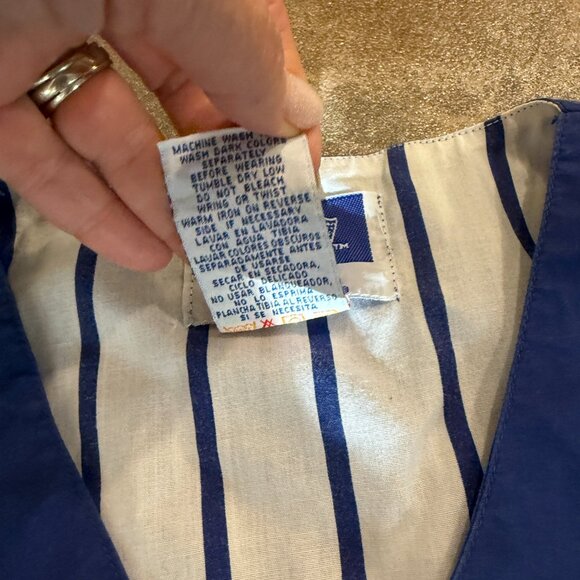 MACHINE WASH
WASH DARK COLORS
SEPARATELY
BEFORE WEARING
TUMBLE DRY LOW
DO NOT BLEACH
WRING OR TWIST
WARM IRON ON REVERSE
SIDE IF NECESSARY
LAVAR EN LAVADORA
CON AGUA TIBIA
LAVAR COLORES OBSCUROS
SEPARADAMENTE ANTES
DE USARSE
SECAR EN SECADORA,
CICLO DELICADO
NO USAR BLANQUEADOR,
NO LO EXPRIMA
PLANCHA TIBIA AL REVERSO,
SI SE NECESITA
TM
®